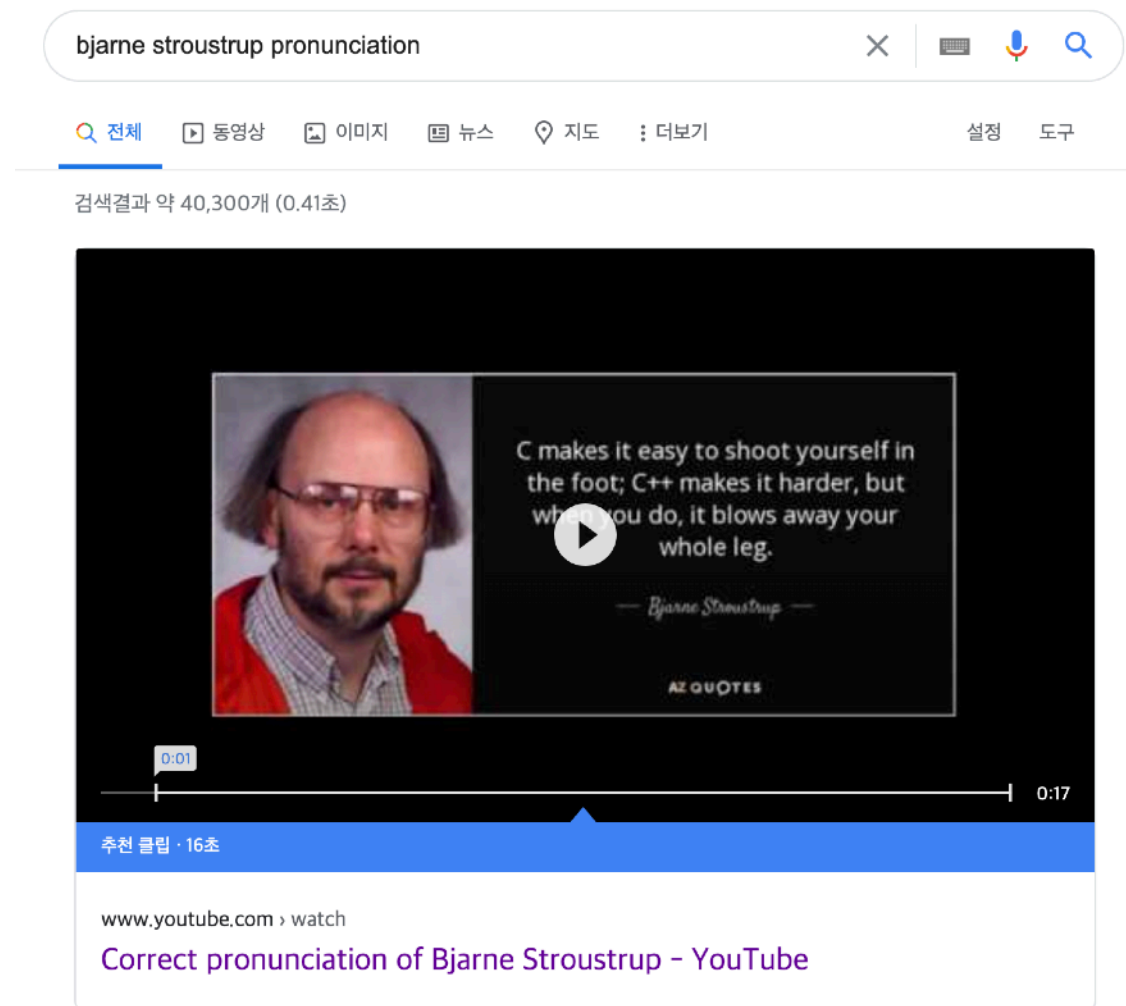 bjarne stroustrup pronunciation
전체 동영상 이미지 뉴스 지도 더보기 설정 도구
검색결과 약 40,300개 (0.41초)
C makes it easy to shoot yourself in
the foot; C++ makes it harder, but
when you do, it blows away your
whole leg.
— Bjarne Stroustrup —
AZ QUOTES
0:01
0:17
추천 클립 · 16초
www.youtube.com › watch
Correct pronunciation of Bjarne Stroustrup - YouTube